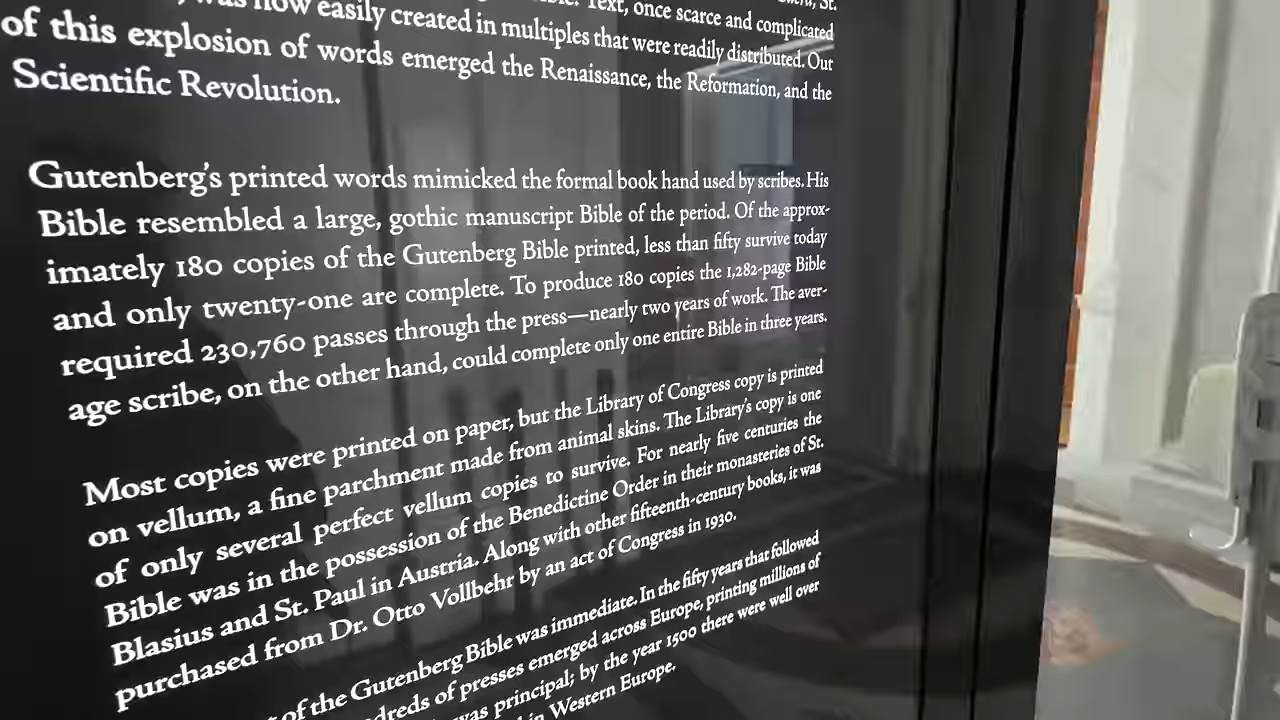 Text, once scarce and complicated
was now easily created in multiples that were readily distributed. Out
of this explosion of words emerged the Renaissance, the Reformation, and the
Scientific Revolution.
Gutenberg's printed words mimicked the formal book hand used by scribes. His
Bible resembled a large, gothic manuscript Bible of the period. Of the approx-
imately 180 copies of the Gutenberg Bible printed, less than fifty survive today
and only twenty-one are complete. To produce 180 copies the 1,282-page Bible
required 230,760 passes through the press—nearly two years of work. The aver-
age scribe, on the other hand, could complete only one entire Bible in three years.
Most copies were printed on paper, but the Library of Congress copy is printed
on vellum, a fine parchment made from animal skins. The Library's copy is one
of only several perfect vellum copies to survive. For nearly five centuries the
Bible was in the possession of the Benedictine Order in their monasteries of St.
Blasius and St. Paul in Austria. Along with other fifteenth-century books, it was
purchased from Dr. Otto Vollbehr by an act of Congress in 1930.
of the Gutenberg Bible was immediate. In the fifty years that followed
of presses emerged across Europe, printing millions of
was principal; by the year 1500 there were well over
in Western Europe.